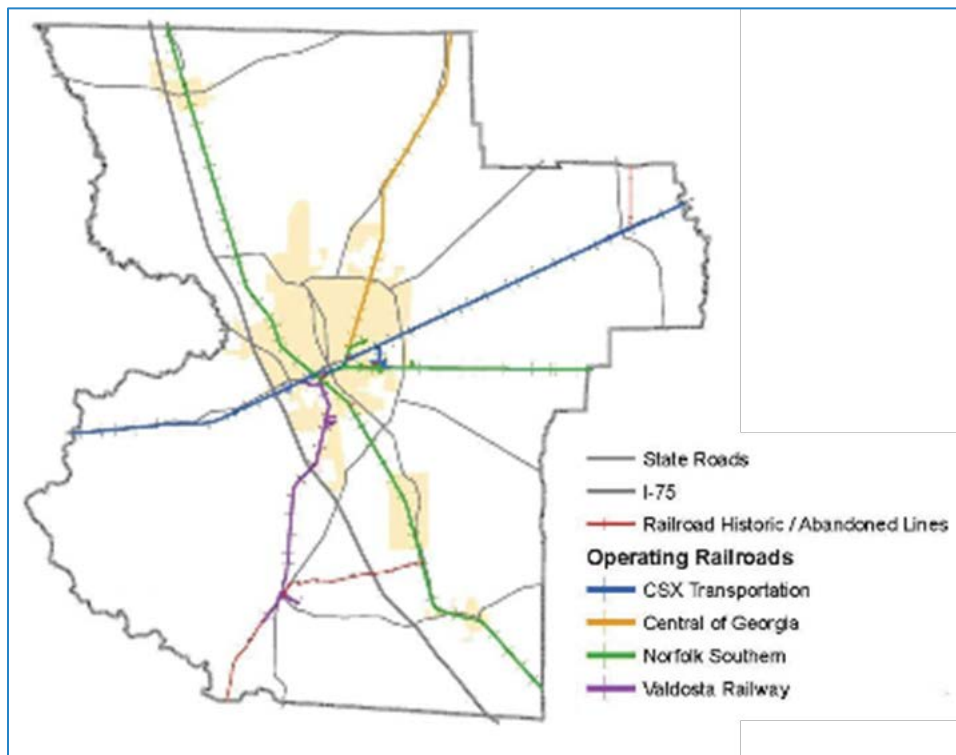 State Roads
I-75
Railroad Historic / Abandoned Lines
Operating Railroads
CSX Transportation
Central of Georgia
Norfolk Southern
Valdosta Railway